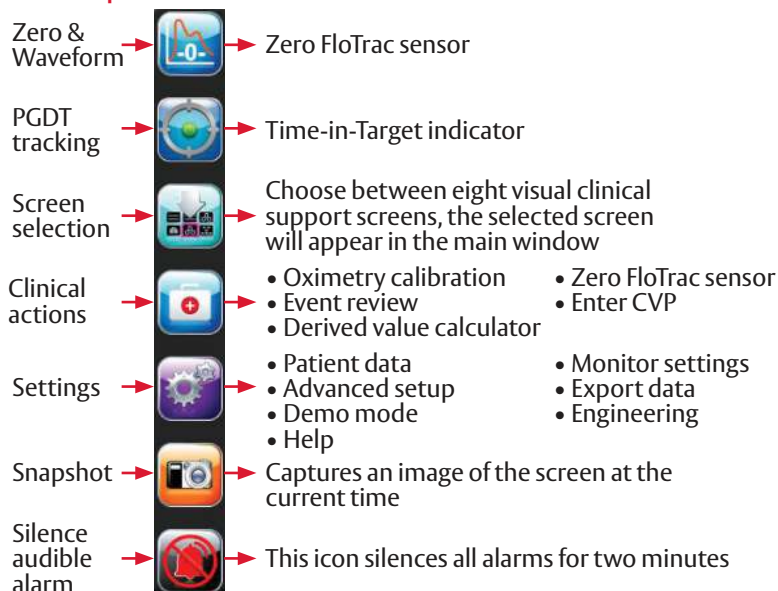 Zero &
Waveform
-0-
Zero FloTrac sensor
PGDT
tracking
Time-in-Target indicator
Screen
selection
Choose between eight visual clinical
support screens, the selected screen
will appear in the main window
Clinical
actions
• Oximetry calibration
• Event review
• Derived value calculator
• Zero FloTrac sensor
• Enter CVP
Settings
• Patient data
• Advanced setup
• Demo mode
• Help
• Monitor settings
• Export data
• Engineering
Snapshot
Captures an image of the screen at the
current time
Silence
audible
alarm
This icon silences all alarms for two minutes